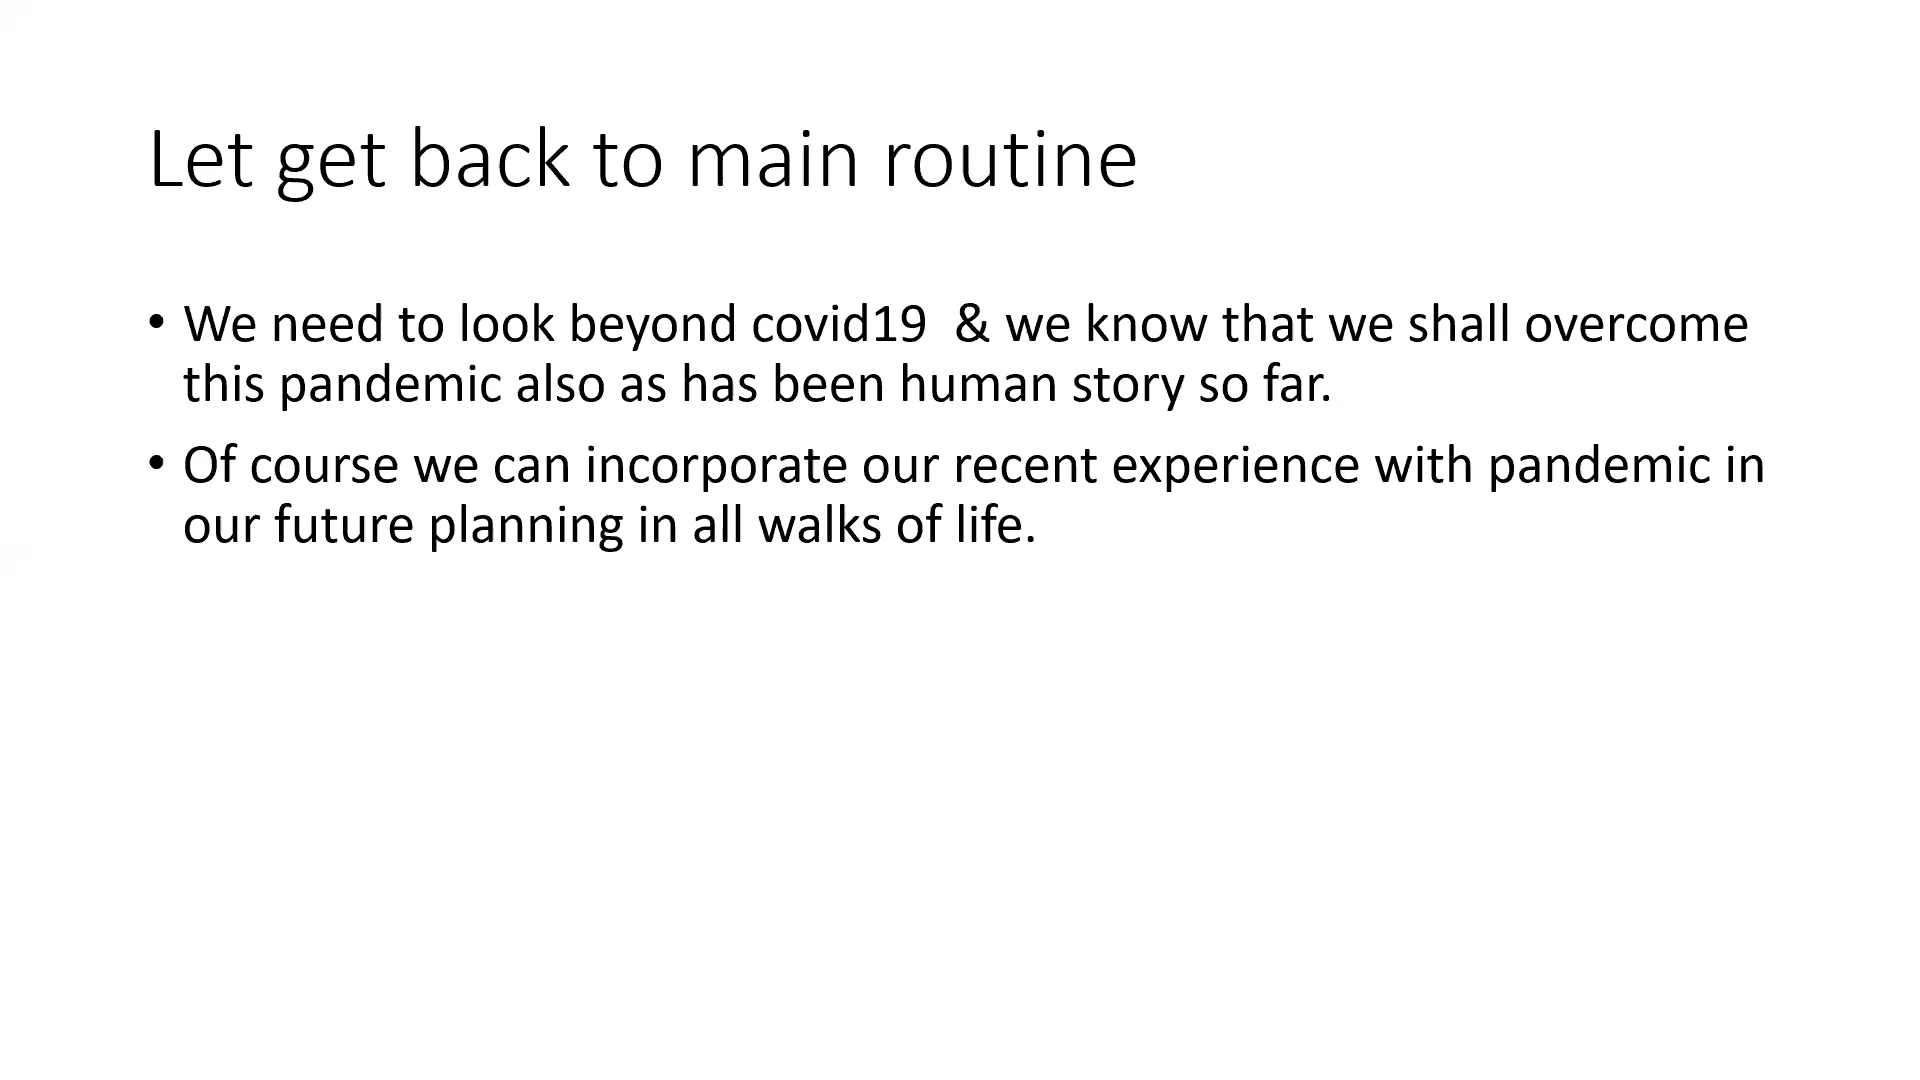 Let get back to main routine
• We need to look beyond covid19  & we know that we shall overcome
this pandemic also as has been human story so far.
• Of course we can incorporate our recent experience with pandemic in
our future planning in all walks of life.